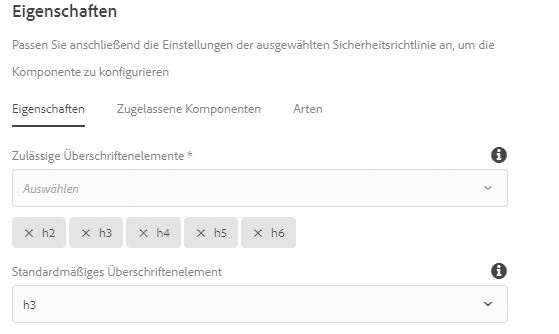 Eigenschaften
Passen Sie anschließend die Einstellungen der ausgewählten Sicherheitsrichtlinie an, um die
Komponente zu konfigurieren
Eigenschaften Zugelassene Komponenten Arten
Zulässige Überschriftenelemente *
Auswählen
× h2 × h3 × h4 × h5 × h6
Standardmäßiges Überschriftenelement
h3